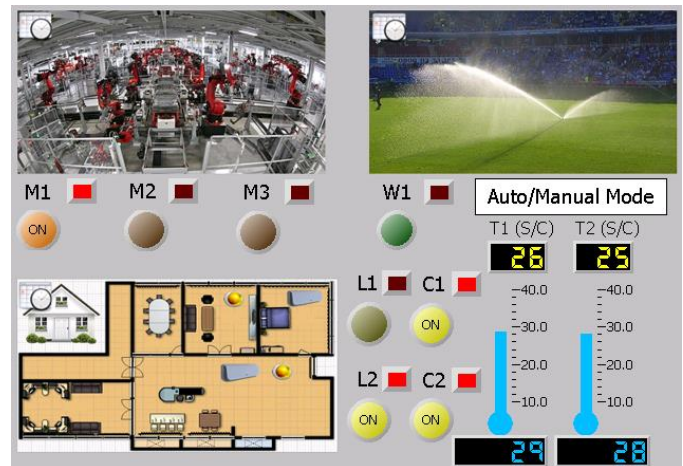 M1 M2 M3 W1 Auto/Manual Mode
ON
T1 (S/C) T2 (S/C)
26 25
L1 C1
ON
40.0 40.0
30.0 30.0
20.0 20.0
10.0 10.0
L2 C2
ON ON
29 28